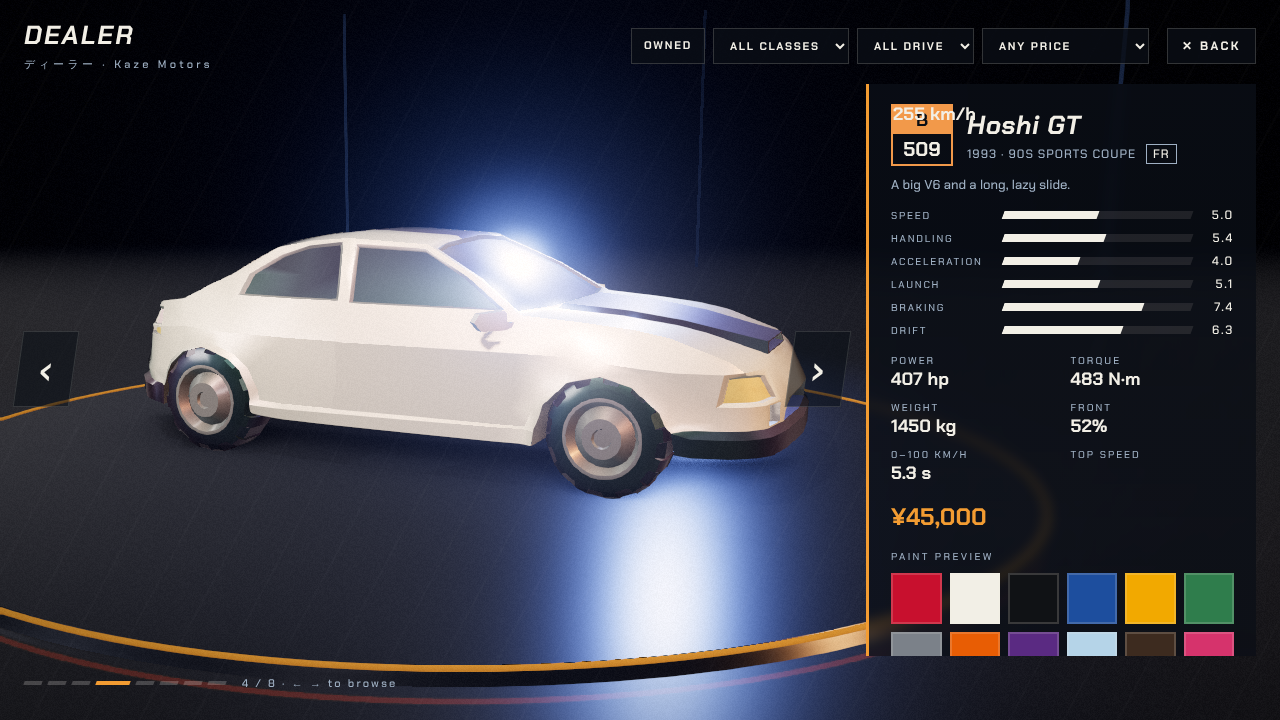 DEALER
ディーラー · Kaze Motors
OWNED
ALL CLASSES
ALL DRIVE
ANY PRICE
✕ BACK
255 km/h
B
509
Hoshi GT
1993 · 90S SPORTS COUPE
FR
A big V6 and a long, lazy slide.
SPEED 5.0
HANDLING 5.4
ACCELERATION 4.0
LAUNCH 5.1
BRAKING 7.4
DRIFT 6.3
POWER TORQUE
407 hp 483 N·m
WEIGHT FRONT
1450 kg 52%
0–100 KM/H TOP SPEED
5.3 s
¥45,000
PAINT PREVIEW
‹ ›
4 / 8 · ← → to browse